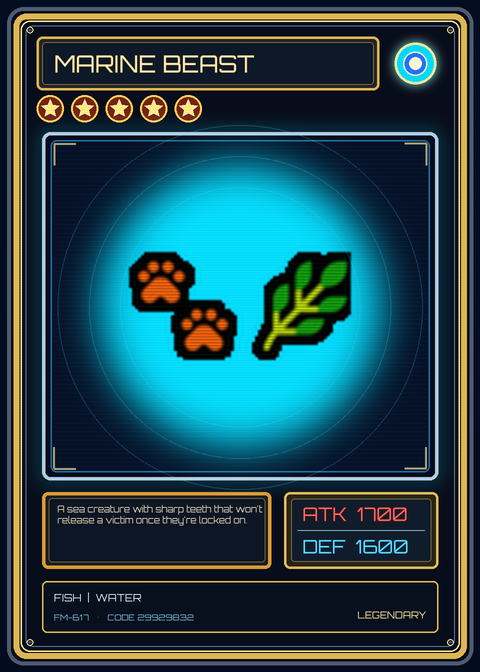 MARINE BEAST
A sea creature with sharp teeth that won't
release a victim once they're locked on.
ATK 1700
DEF 1600
FISH | WATER
FM-617 · CODE 29929832
LEGENDARY